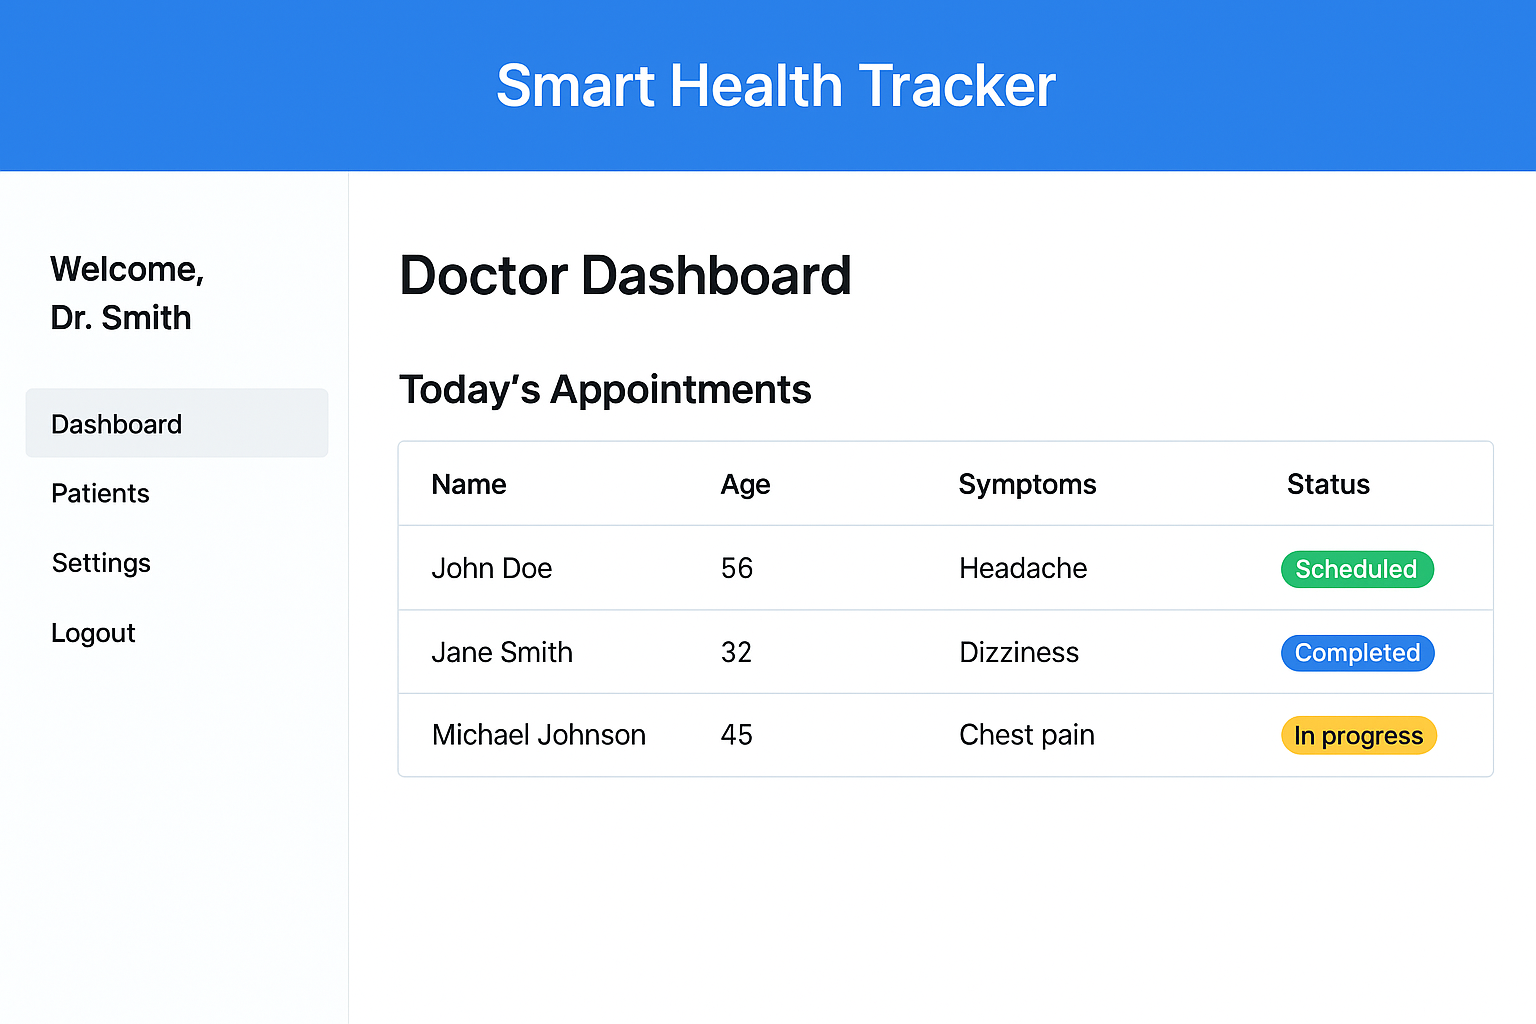 Smart Health Tracker
Welcome,
Dr. Smith
Dashboard
Patients
Settings
Logout
Doctor Dashboard
Today’s Appointments
Name Age Symptoms Status
John Doe 56 Headache Scheduled
Jane Smith 32 Dizziness Completed
Michael Johnson 45 Chest pain In progress